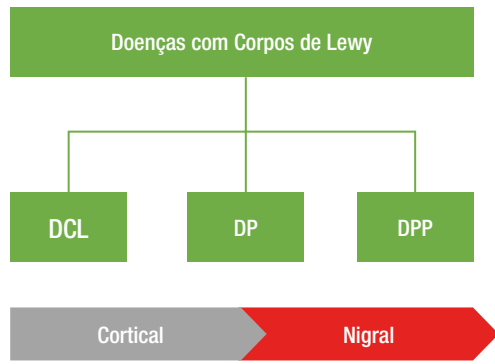 Doenças com Corpos de Lewy
DCL
DP
DPP
Cortical
Nigral